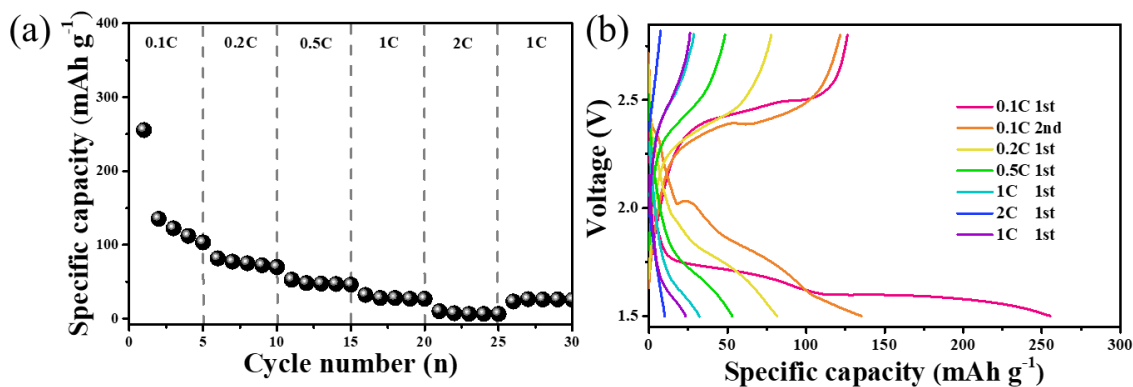 (a)
Specific capacity (mAh g-1)
400
300
200
100
0
0.1C 0.2C 0.5C 1C 2C 1C
0 5 10 15 20 25 30
Cycle number (n)
(b)
Voltage (V)
2.5
2.0
1.5
0.1C 1st
0.1C 2nd
0.2C 1st
0.5C 1st
1C 1st
2C 1st
1C 1st
0 50 100 150 200 250 300
Specific capacity (mAh g-1)